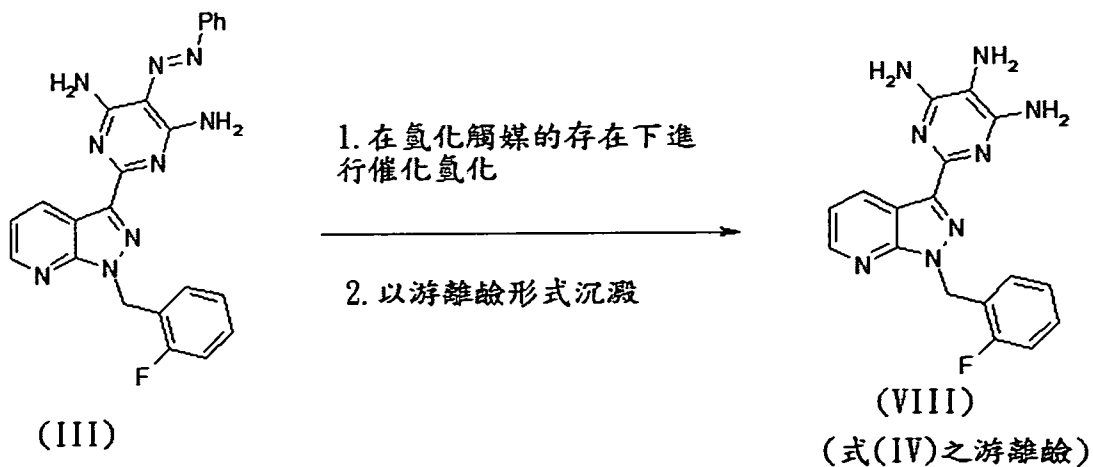 Ph
N=N
H₂N
NH₂
N
N
N
N
N
F
(III)
1.在氫化觸媒的存在下進
行催化氫化
2.以游離鹼形式沉澱
NH₂
H₂N
NH₂
N
N
N
N
N
F
(VIII)
(式(IV)之游離鹼)